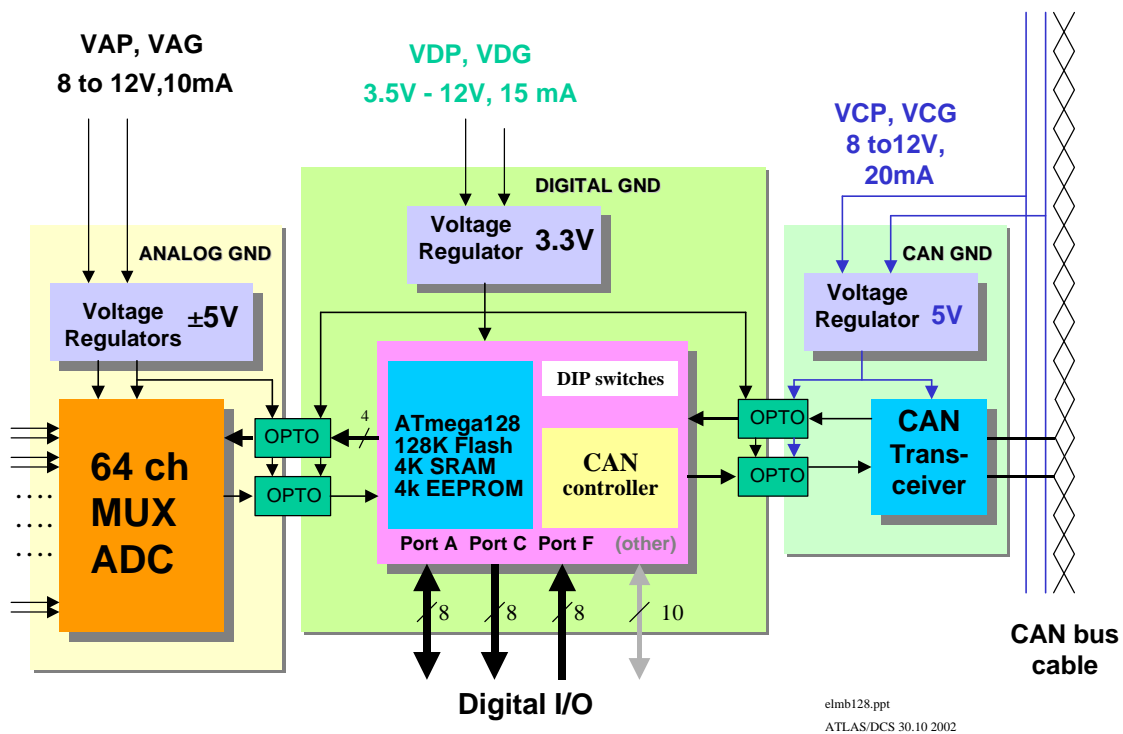 VAP, VAG
8 to 12V,10mA
VDP, VDG
3.5V - 12V, 15 mA
VCP, VCG
8 to12V,
20mA
DIGITAL GND
Voltage
Regulator 3.3V
ANALOG GND
Voltage
Regulators ±5V
CAN GND
Voltage
Regulator 5V
DIP switches
OPTO
4
ATmega128
128K Flash
4K SRAM
4k EEPROM
CAN
controller
OPTO
CAN
Trans-
ceiver
64 ch
MUX
ADC
OPTO
OPTO
Port A Port C Port F (other)
8 8 8 10
Digital I/O
CAN bus
cable
elmb128.ppt
ATLAS/DCS 30.10 2002